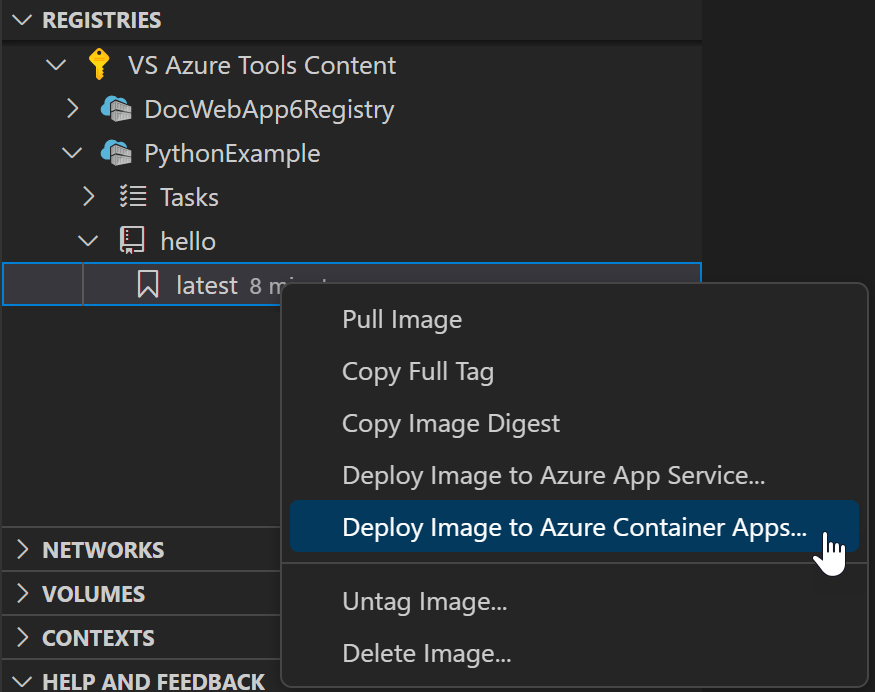 REGISTRIES
VS Azure Tools Content
DocWebApp6Registry
PythonExample
Tasks
hello
latest 8
Pull Image
Copy Full Tag
Copy Image Digest
Deploy Image to Azure App Service...
Deploy Image to Azure Container Apps...
Untag Image...
Delete Image...
NETWORKS
VOLUMES
CONTEXTS
HELP AND FEEDBACK